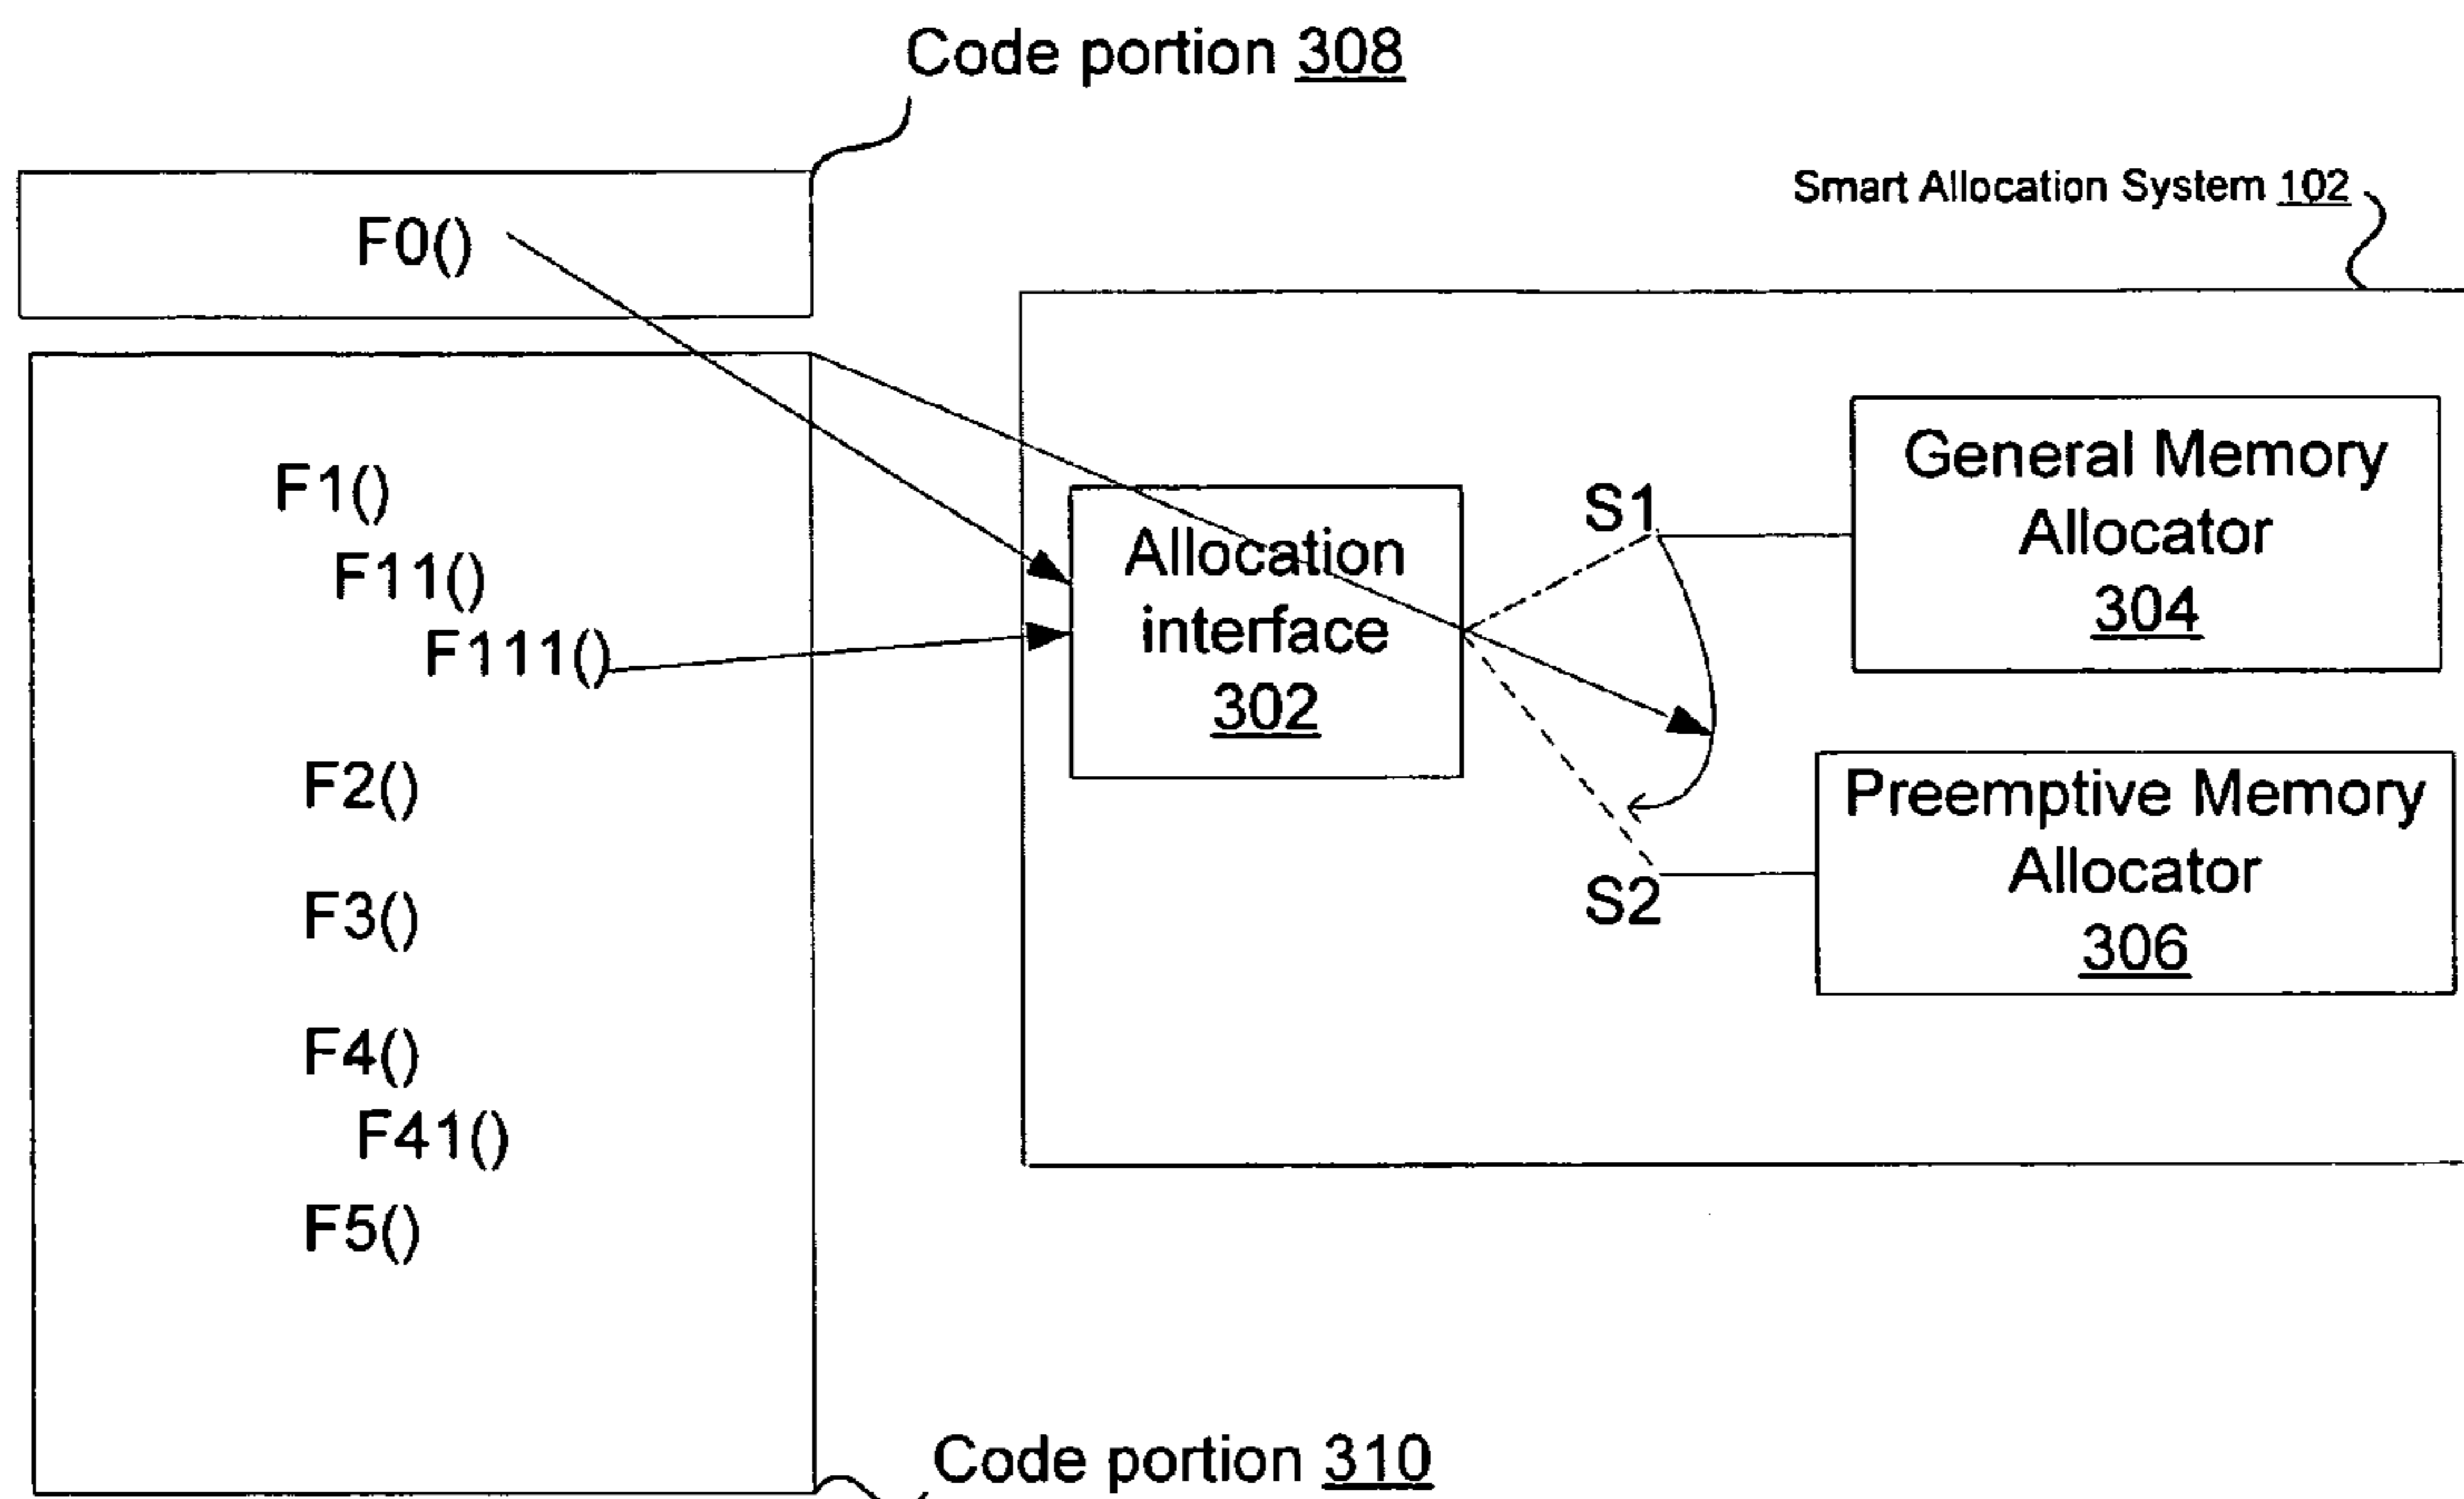 Code portion 308
Smart Allocation System 102
F0()
F1()
F11()
F111()
F2()
F3()
F4()
F41()
F5()
Allocation
interface
302
S1
S2
General Memory
Allocator
304
Preemptive Memory
Allocator
306
Code portion 310